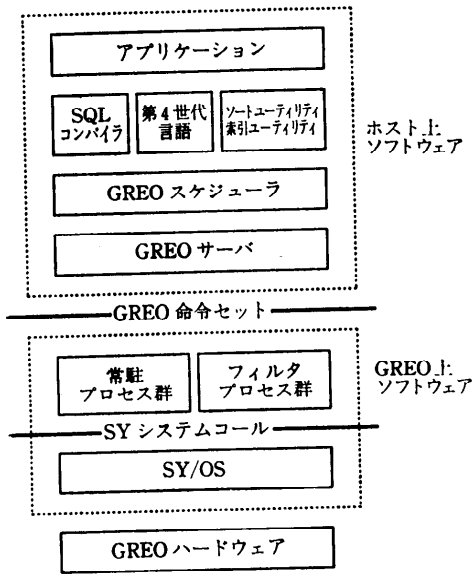 アプリケーション
SQL
コンパイラ
第4世代
言語
ソートユーティリティ
索引ユーティリティ
ホスト上
ソフトウェア
GREO スケジューラ
GREO サーバ
GREO 命令セット
常駐
プロセス群
フィルタ
プロセス群
GREO上
ソフトウェア
SY システムコール
SY/OS
GREO ハードウェア